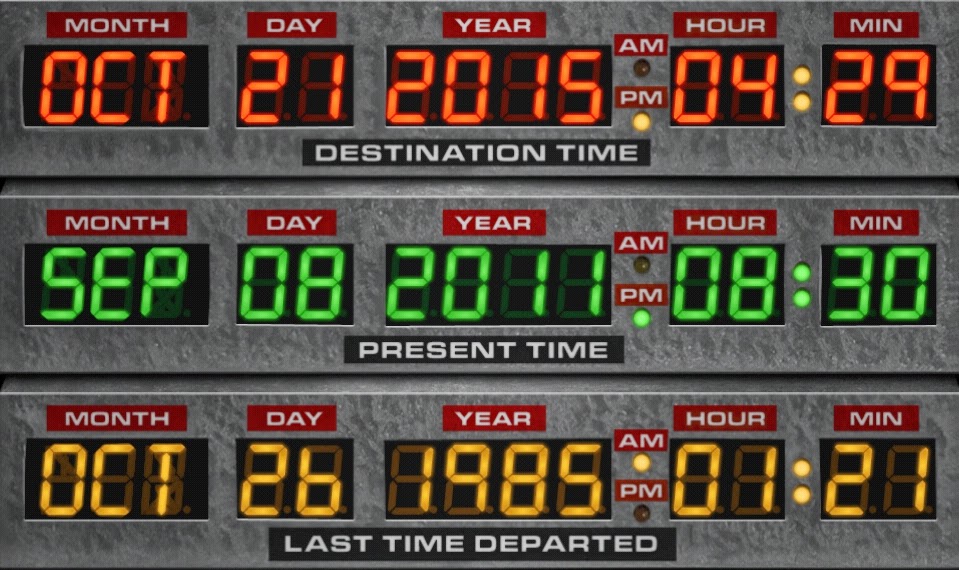 MONTH DAY YEAR AM HOUR MIN
OCT 21 2015 PM 04:29
DESTINATION TIME
MONTH DAY YEAR AM HOUR MIN
SEP 08 2011 PM 08:30
PRESENT TIME
MONTH DAY YEAR AM HOUR MIN
OCT 26 1985 PM 01:21
LAST TIME DEPARTED